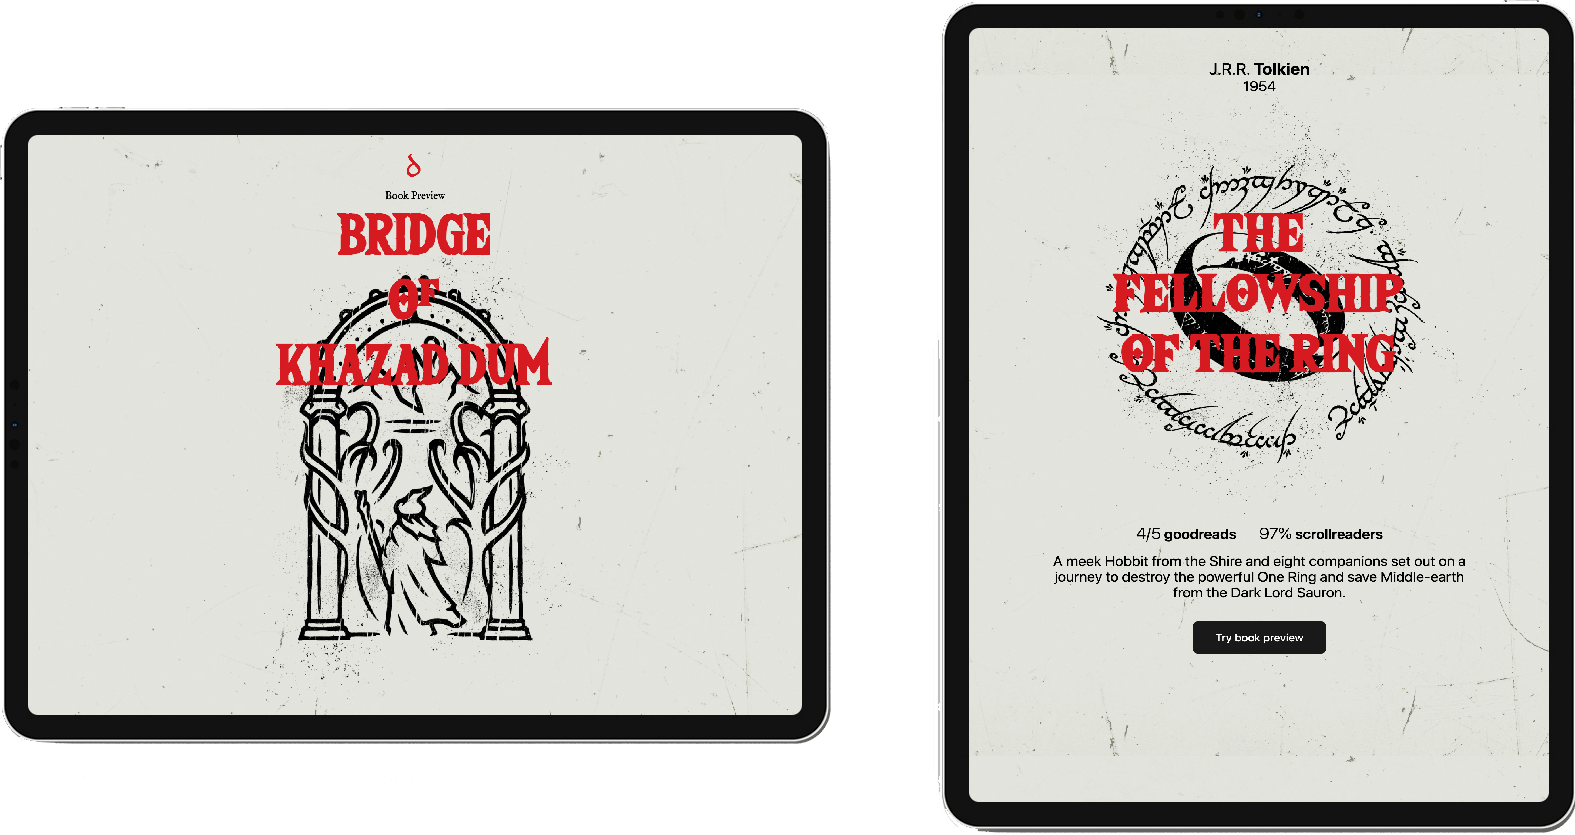 Book Preview
BRIDGE
OF
KHAZAD DUM
J.R.R. Tolkien
1954
THE
FELLOWSHIP
OF THE RING
4/5 goodreads 97% scrollreaders
A meek Hobbit from the Shire and eight companions set out on a
journey to destroy the powerful One Ring and save Middle-earth
from the Dark Lord Sauron.
Try book preview